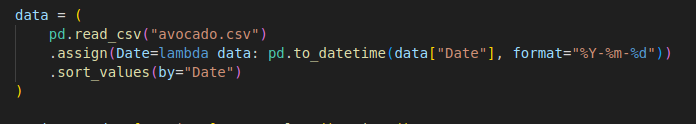 data = (
    pd.read_csv("avocado.csv")
    .assign(Date=lambda data: pd.to_datetime(data["Date"], format="%Y-%m-%d"))
    .sort_values(by="Date")
)